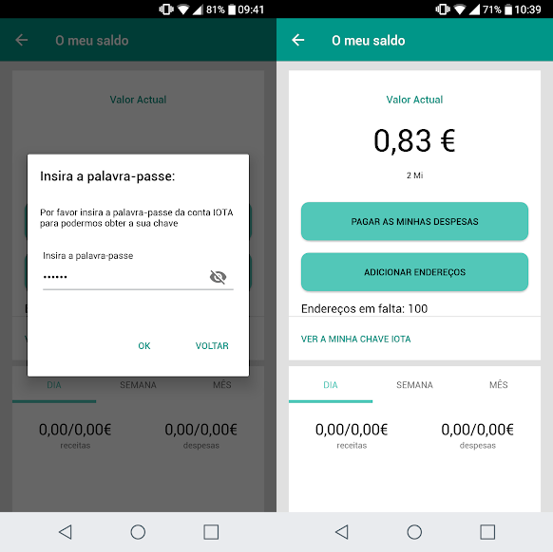 81% 09:41
O meu saldo
Valor Actual
Insira a palavra-passe:
Por favor insira a palavra-passe da conta IOTA
para podermos obter a sua chave
Insira a palavra-passe
••••••
OK VOLTAR
DIA SEMANA MÊS
0,00/0,00€ 0,00/0,00€
receitas despesas
71% 10:39
O meu saldo
Valor Actual
0,83 €
2 Mi
PAGAR AS MINHAS DESPESAS
ADICIONAR ENDEREÇOS
Endereços em falta: 100
VER A MINHA CHAVE IOTA
DIA SEMANA MÊS
0,00/0,00€ 0,00/0,00€
receitas despesas